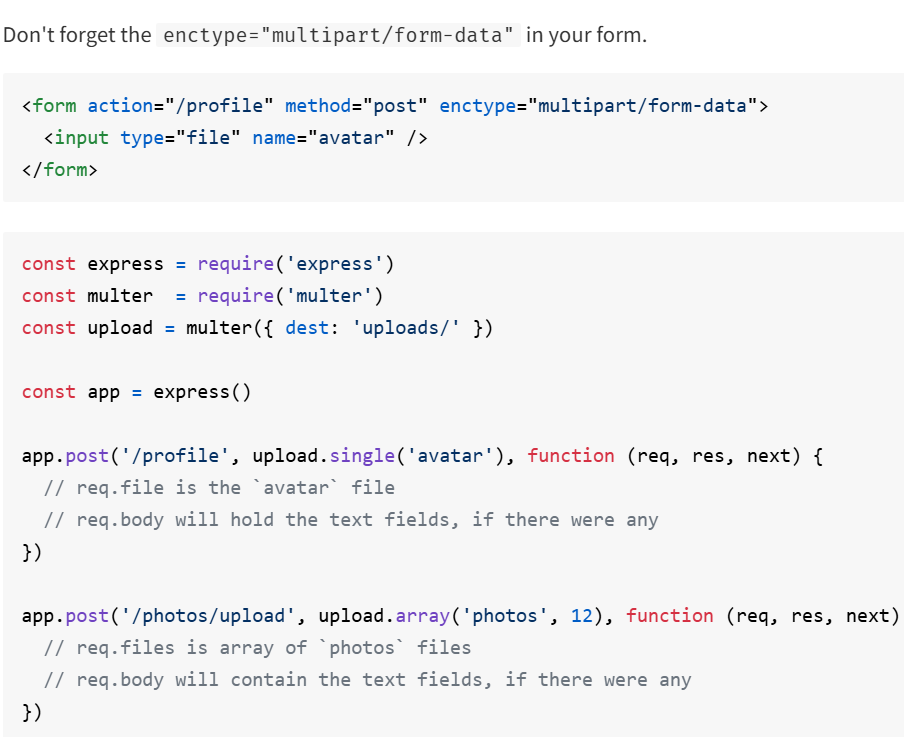 Don't forget the enctype="multipart/form-data" in your form.
<form action="/profile" method="post" enctype="multipart/form-data">
  <input type="file" name="avatar" />
</form>
const express = require('express')
const multer  = require('multer')
const upload = multer({ dest: 'uploads/' })
const app = express()
app.post('/profile', upload.single('avatar'), function (req, res, next) {
  // req.file is the `avatar` file
  // req.body will hold the text fields, if there were any
})
app.post('/photos/upload', upload.array('photos', 12), function (req, res, next)
  // req.files is array of `photos` files
  // req.body will contain the text fields, if there were any
})